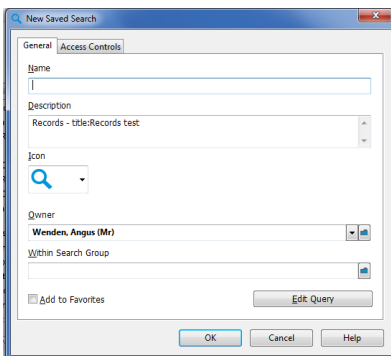 New Saved Search
General Access Controls
Name
Description
Records - title:Records test
Icon
Owner
Wenden, Angus (Mr)
Within Search Group
Add to Favorites
Edit Query
OK Cancel Help